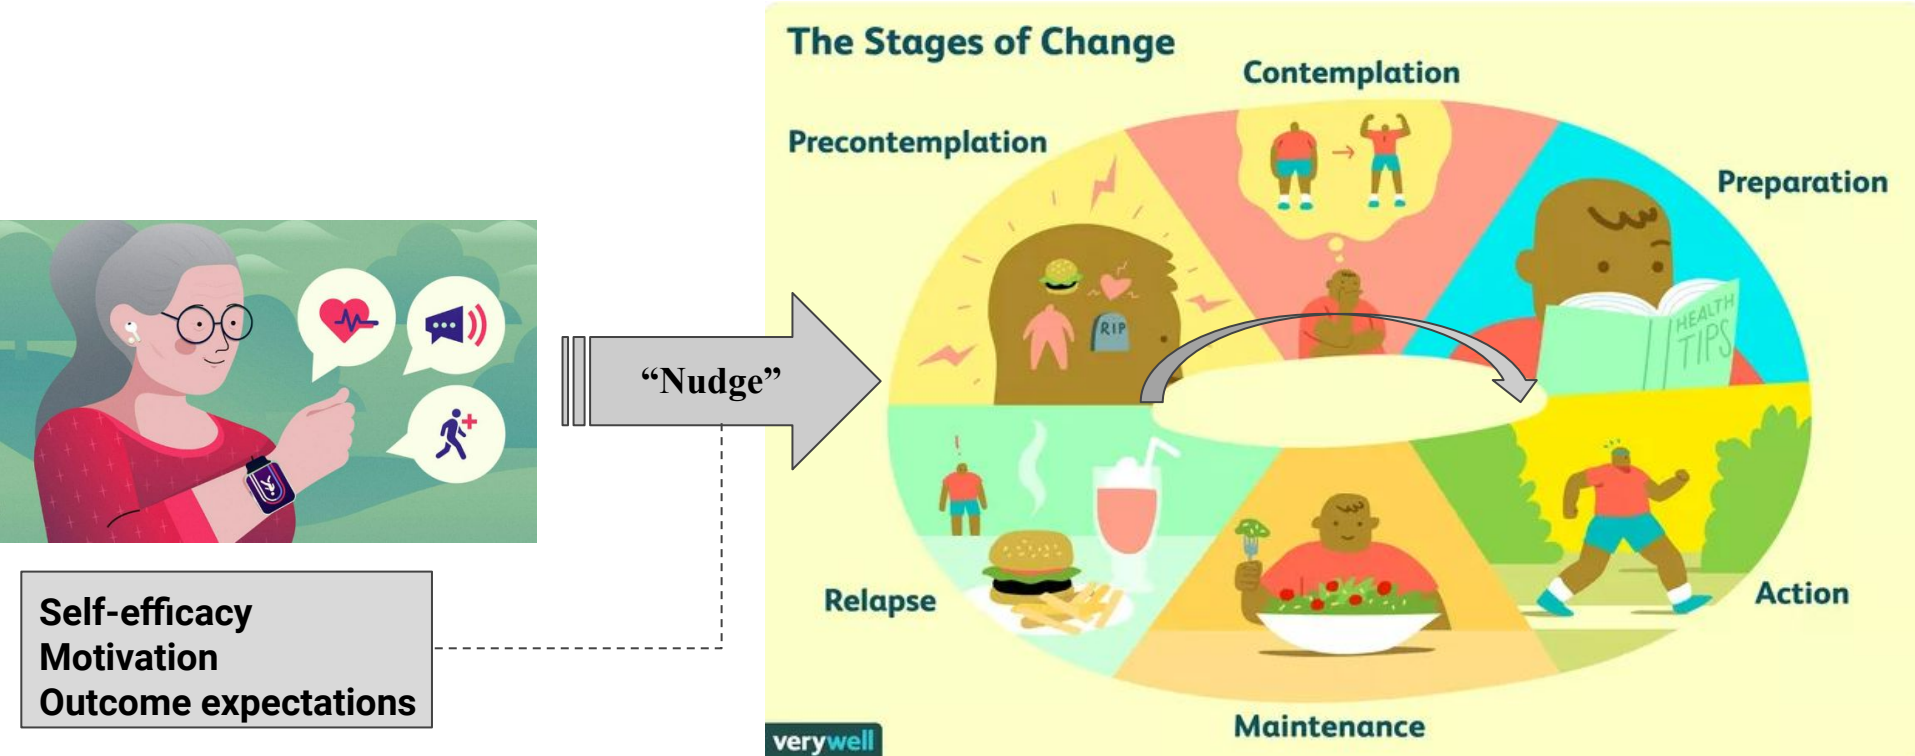 The Stages of Change
Contemplation
Precontemplation
Preparation
RIP
HEALTH
TIPS
“Nudge”
Self-efficacy
Motivation
Outcome expectations
Relapse
Action
Maintenance
verywell